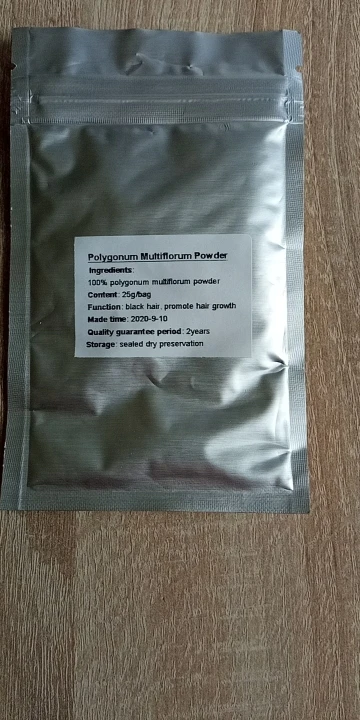 Polygonum Multiflorum Powder
Ingredients:
100% polygonum multiflorum powder
Content: 25g/bag
Function: black hair, promote hair growth
Made time: 2020-9-10
Quality guarantee period: 2years
Storage: sealed dry preservation